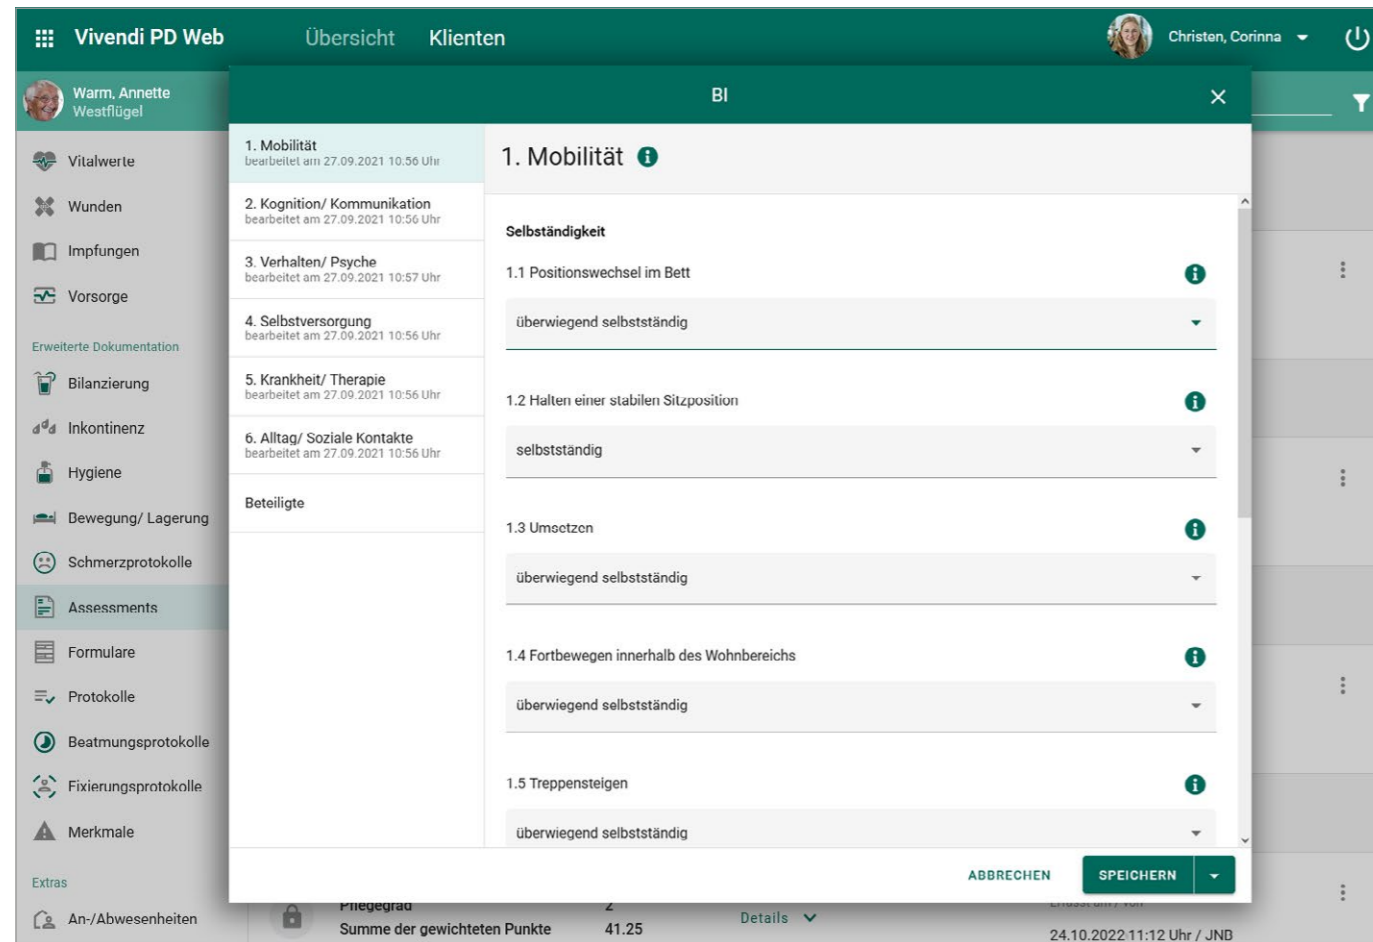 Vivendi PD Web
Übersicht
Klienten
Christen, Corinna
Warm, Annette
Westflügel
Vitalwerte
Wunden
Impfungen
Vorsorge
Erweiterte Dokumentation
Bilanzierung
Inkontinenz
Hygiene
Bewegung/ Lagerung
Schmerzprotokolle
Assessments
Formulare
Protokolle
Beatmungsprotokolle
Fixierungsprotokolle
Merkmale
Extras
An-/Abwesenheiten
BI
1. Mobilität
bearbeitet am 27.09.2021 10:56 Uhr
2. Kognition/ Kommunikation
bearbeitet am 27.09.2021 10:56 Uhr
3. Verhalten/ Psyche
bearbeitet am 27.09.2021 10:57 Uhr
4. Selbstversorgung
bearbeitet am 27.09.2021 10:56 Uhr
5. Krankheit/ Therapie
bearbeitet am 27.09.2021 10:56 Uhr
6. Alltag/ Soziale Kontakte
bearbeitet am 27.09.2021 10:56 Uhr
Beteiligte
1. Mobilität
Selbständigkeit
1.1 Positionswechsel im Bett
überwiegend selbstständig
1.2 Halten einer stabilen Sitzposition
selbstständig
1.3 Umsetzen
überwiegend selbstständig
1.4 Fortbewegen innerhalb des Wohnbereichs
überwiegend selbstständig
1.5 Treppensteigen
überwiegend selbstständig
ABBRECHEN
SPEICHERN
Pflegegrad
2
Details
Erfasst am / von
Summe der gewichteten Punkte
41.25
24.10.2022 11:12 Uhr / JNB